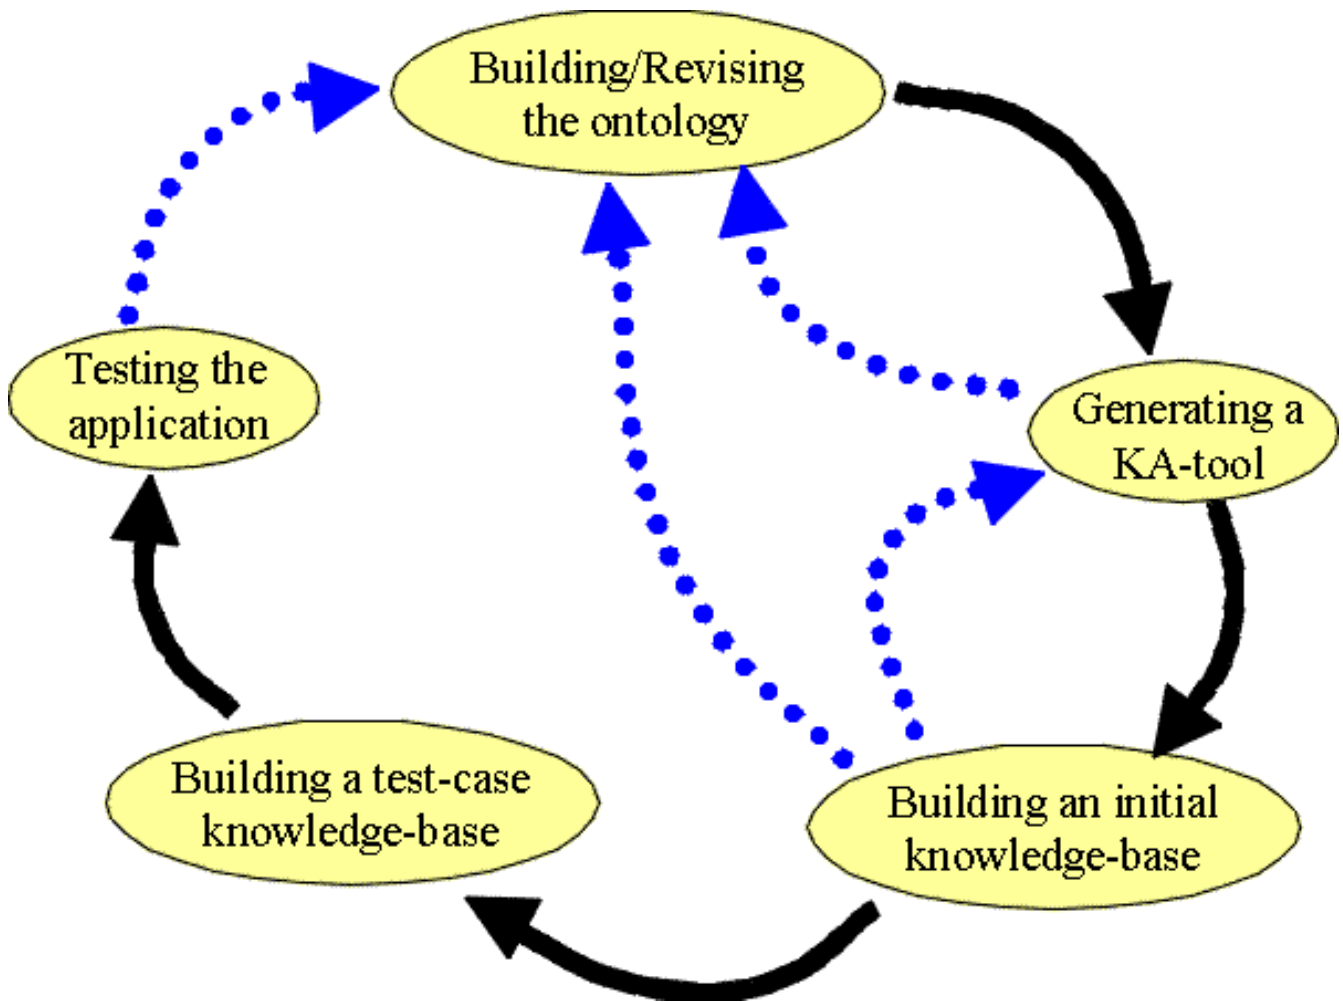 Building/Revising
the ontology
Testing the
application
Generating a
KA-tool
Building a test-case
knowledge-base
Building an initial
knowledge-base